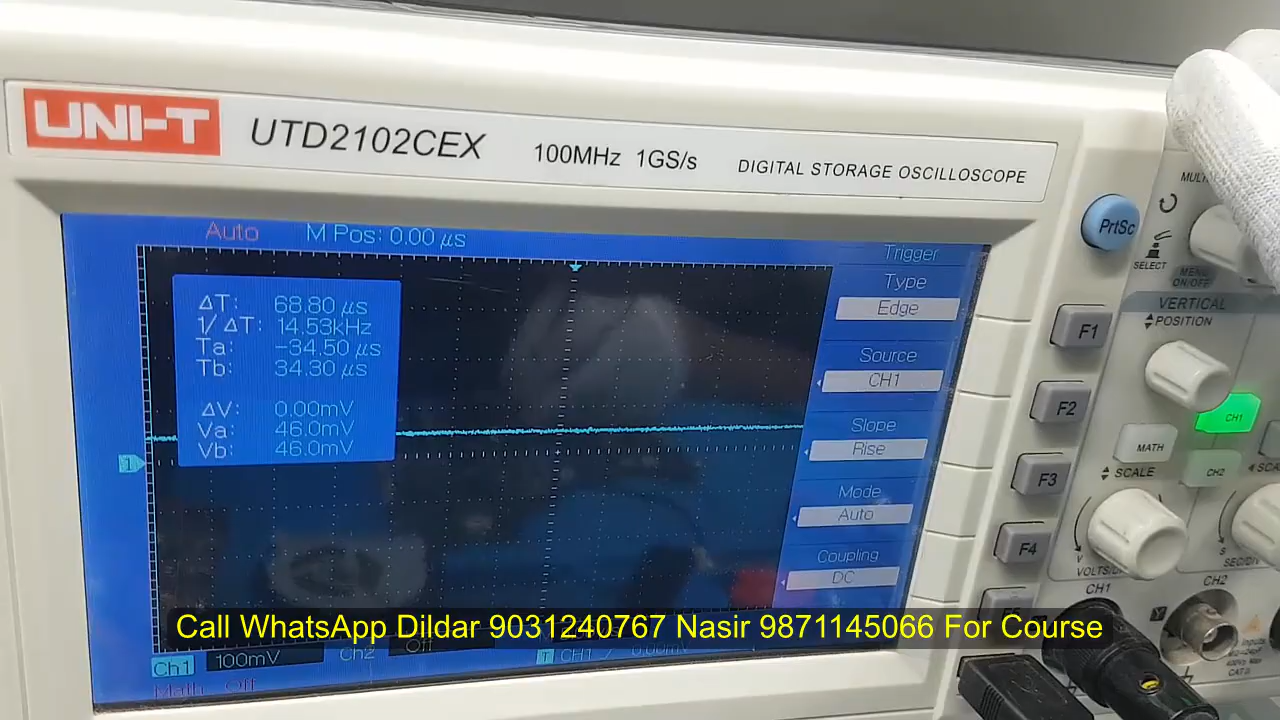 UNI-T UTD2102CEX 100MHz 1GS/s DIGITAL STORAGE OSCILLOSCOPE
Auto M Pos: 0.00 μs
ΔT: 68.80 μs
1/ΔT: 14.53kHz
Ta: -34.50 μs
Tb: 34.30 μs
ΔV: 0.00mV
Va: 46.0mV
Vb: 46.0mV
1
Trigger
Type
Edge
Source
CH1
Slope
Rise
Mode
Auto
Coupling
DC
Ch1 100mV Ch2 Off T CH1 / 0.00mV
Math Off
PrtSc
SELECT
MENU
ON/OFF
VERTICAL
POSITION
F1
F2
F3
F4
CH1
MATH
CH2
SCALE
CH1
CH2
Call WhatsApp Dildar 9031240767 Nasir 9871145066 For Course